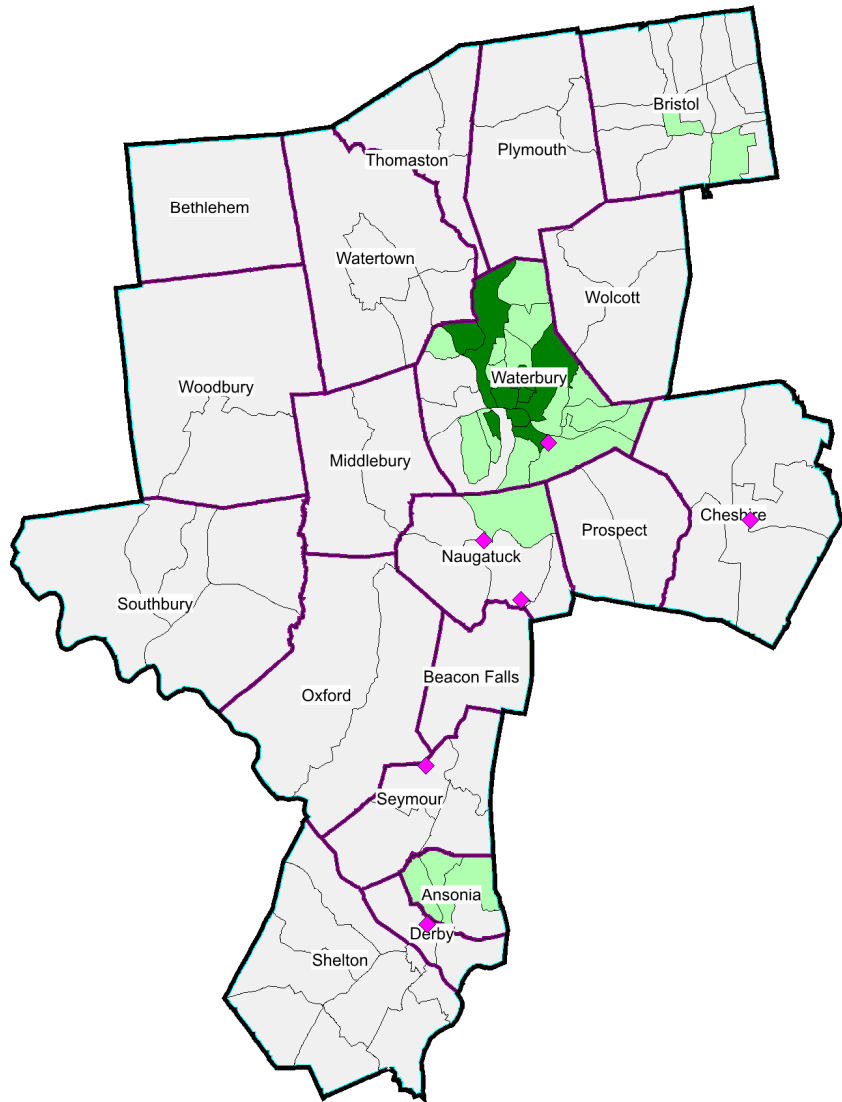 Bristol
Plymouth
Thomaston
Bethlehem
Watertown
Wolcott
Woodbury
Waterbury
Middlebury
Cheshire
Prospect
Naugatuck
Southbury
Beacon Falls
Oxford
Seymour
Ansonia
Derby
Shelton